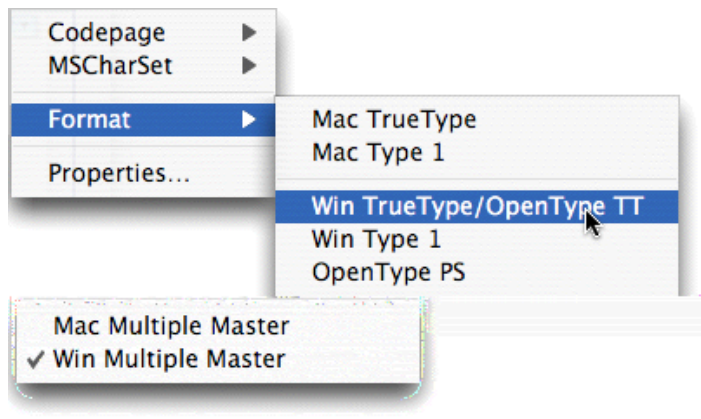 Codepage
MSCharSet
Format
Properties...
Mac TrueType
Mac Type 1
Win TrueType/OpenType TT
Win Type 1
OpenType PS
Mac Multiple Master
✓ Win Multiple Master